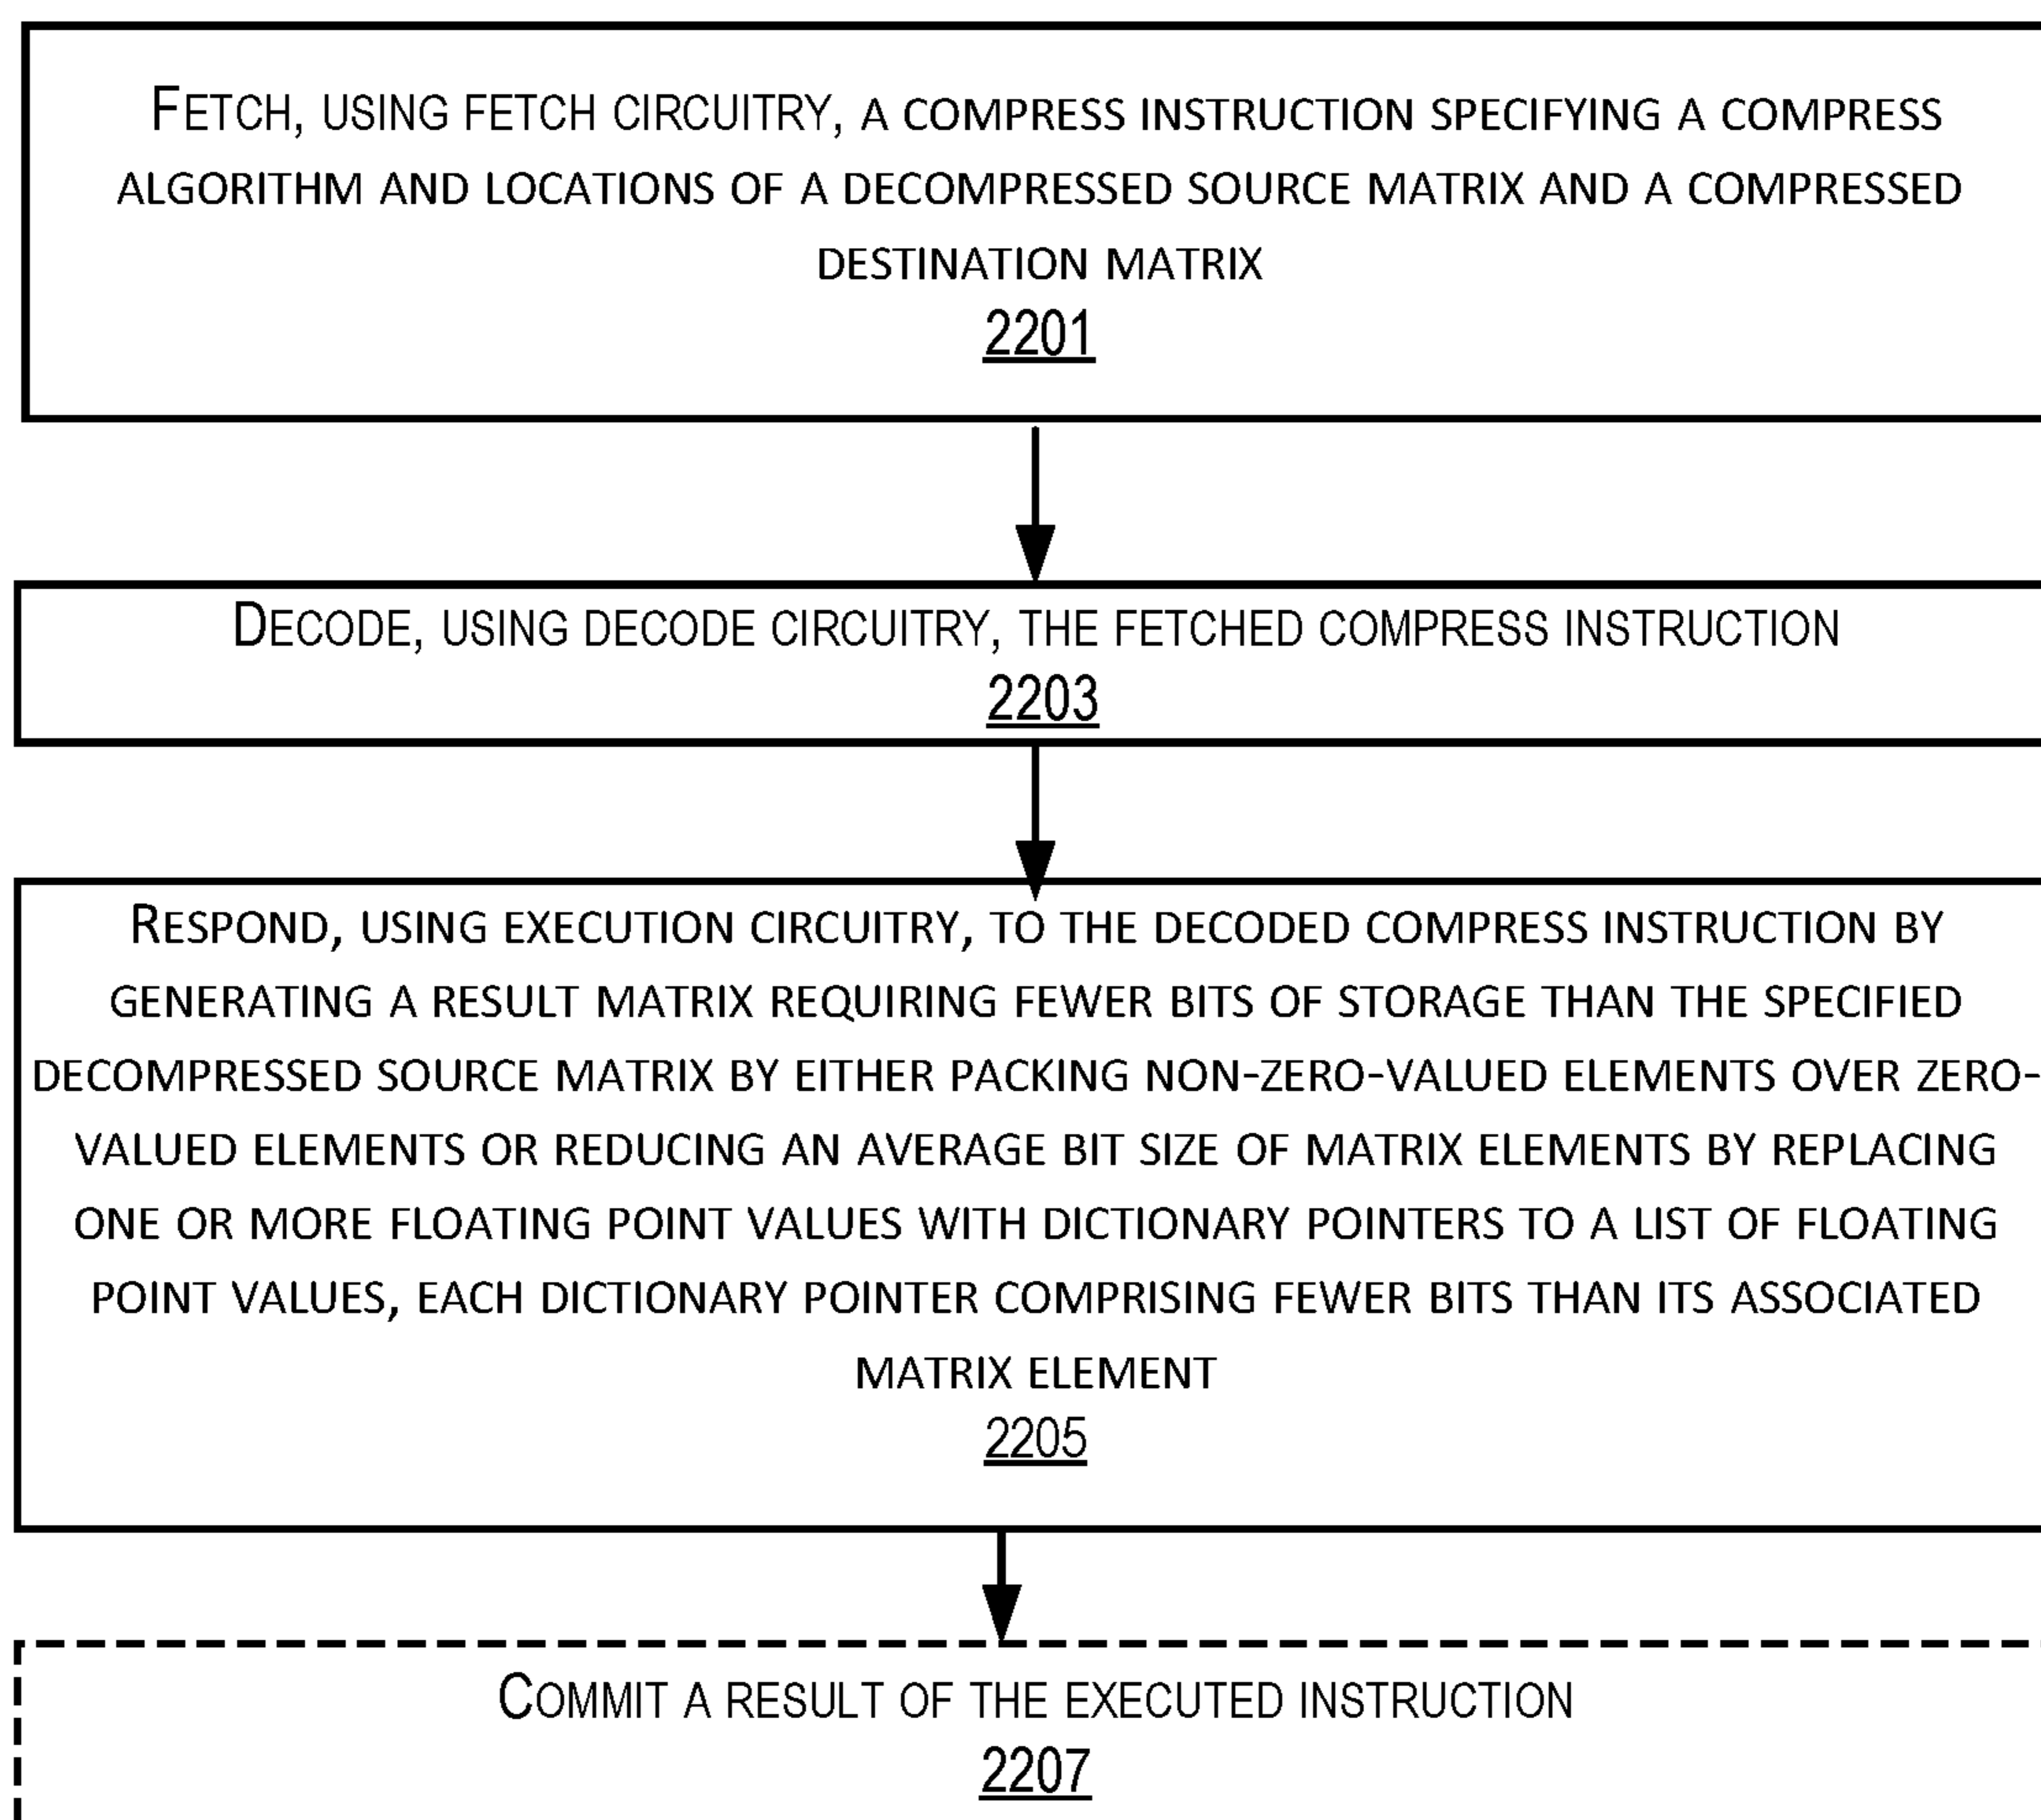 Fetch, using fetch circuitry, a compress instruction specifying a compress
algorithm and locations of a decompressed source matrix and a compressed
destination matrix
2201
Decode, using decode circuitry, the fetched compress instruction
2203
Respond, using execution circuitry, to the decoded compress instruction by
generating a result matrix requiring fewer bits of storage than the specified
decompressed source matrix by either packing non-zero-valued elements over zero-
valued elements or reducing an average bit size of matrix elements by replacing
one or more floating point values with dictionary pointers to a list of floating
point values, each dictionary pointer comprising fewer bits than its associated
matrix element
2205
Commit a result of the executed instruction
2207